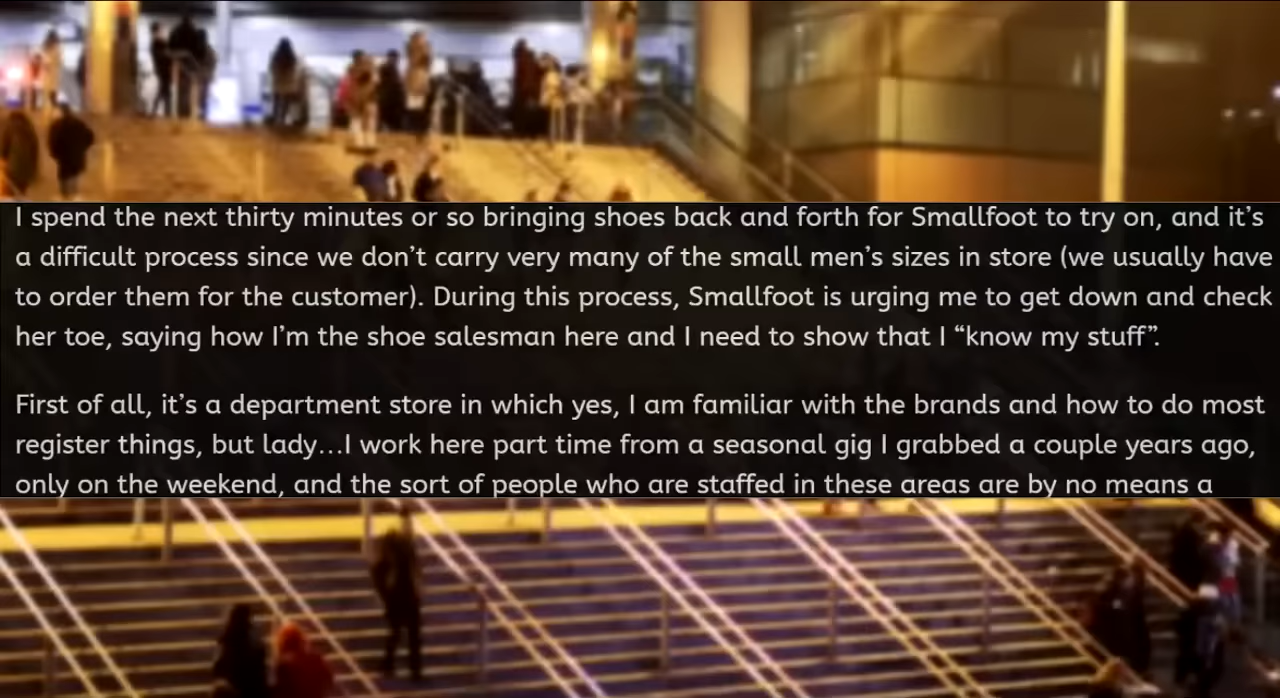 I spend the next thirty minutes or so bringing shoes back and forth for Smallfoot to try on, and it’s
a difficult process since we don’t carry very many of the small men’s sizes in store (we usually have
to order them for the customer). During this process, Smallfoot is urging me to get down and check
her toe, saying how I’m the shoe salesman here and I need to show that I “know my stuff”.
First of all, it’s a department store in which yes, I am familiar with the brands and how to do most
register things, but lady…I work here part time from a seasonal gig I grabbed a couple years ago,
only on the weekend, and the sort of people who are staffed in these areas are by no means a